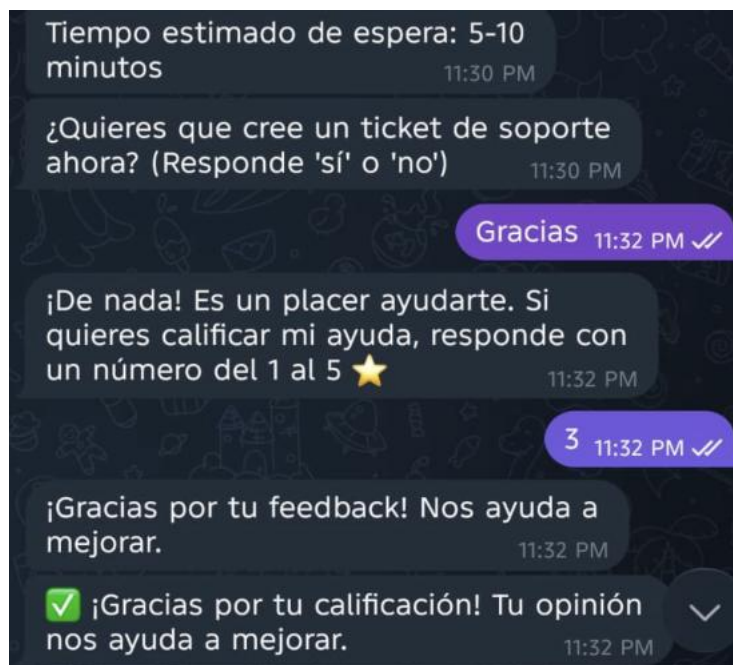 Tiempo estimado de espera: 5-10
minutos
11:30 PM
¿Quieres que cree un ticket de soporte
ahora? (Responde 'sí' o 'no')
11:30 PM
Gracias
11:32 PM
¡De nada! Es un placer ayudarte. Si
quieres calificar mi ayuda, responde con
un número del 1 al 5 ⭐
11:32 PM
3
11:32 PM
¡Gracias por tu feedback! Nos ayuda a
mejorar.
11:32 PM
✅ ¡Gracias por tu calificación! Tu opinión
nos ayuda a mejorar.
11:32 PM